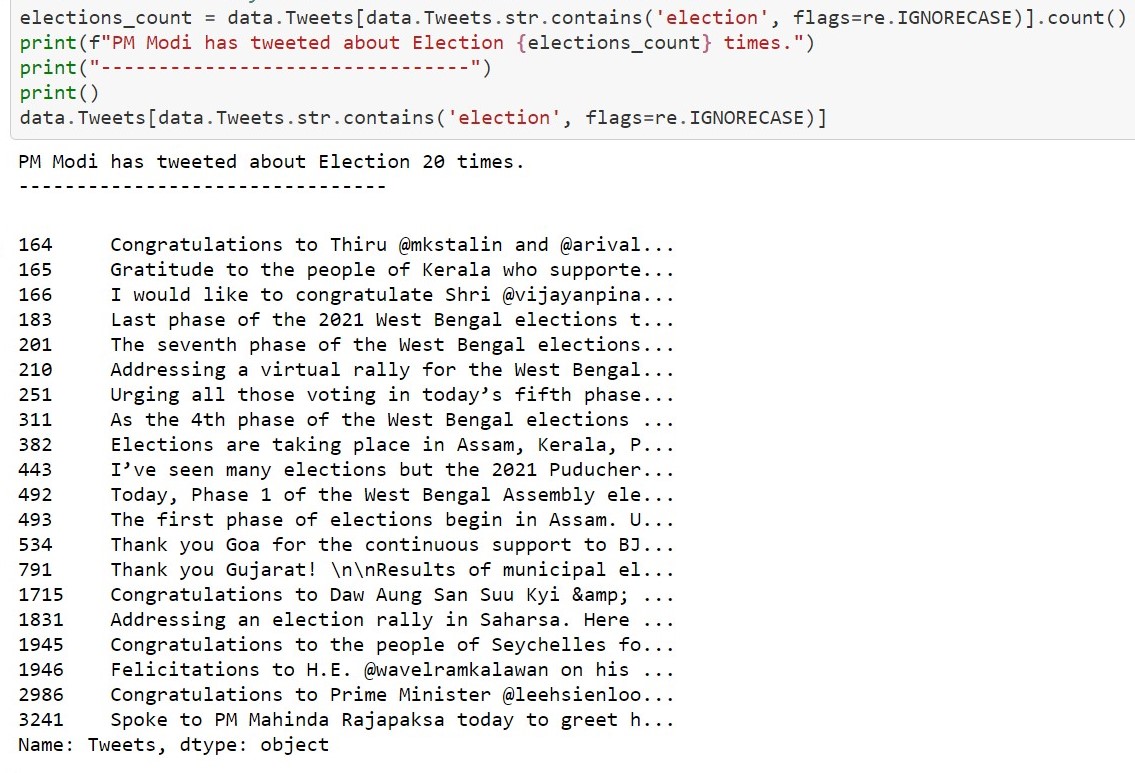 elections_count = data.Tweets[data.Tweets.str.contains('election', flags=re.IGNORECASE)].count()
print(f"PM Modi has tweeted about Election {elections_count} times.")
print("--------------------------------")
print()
data.Tweets[data.Tweets.str.contains('election', flags=re.IGNORECASE)]
PM Modi has tweeted about Election 20 times.
--------------------------------
164     Congratulations to Thiru @mkstalin and @arival...
165     Gratitude to the people of Kerala who supporte...
166     I would like to congratulate Shri @vijayanpina...
183     Last phase of the 2021 West Bengal elections t...
201     The seventh phase of the West Bengal elections...
210     Addressing a virtual rally for the West Bengal...
251     Urging all those voting in today’s fifth phase...
311     As the 4th phase of the West Bengal elections ...
382     Elections are taking place in Assam, Kerala, P...
443     I’ve seen many elections but the 2021 Puducher...
492     Today, Phase 1 of the West Bengal Assembly ele...
493     The first phase of elections begin in Assam. U...
534     Thank you Goa for the continuous support to BJ...
791     Thank you Gujarat! \n\nResults of municipal el...
1715    Congratulations to Daw Aung San Suu Kyi &amp; ...
1831    Addressing an election rally in Saharsa. Here ...
1945    Congratulations to the people of Seychelles fo...
1946    Felicitations to H.E. @wavelramkalawan on his ...
2986    Congratulations to Prime Minister @leehsienloo...
3241    Spoke to PM Mahinda Rajapaksa today to greet h...
Name: Tweets, dtype: object